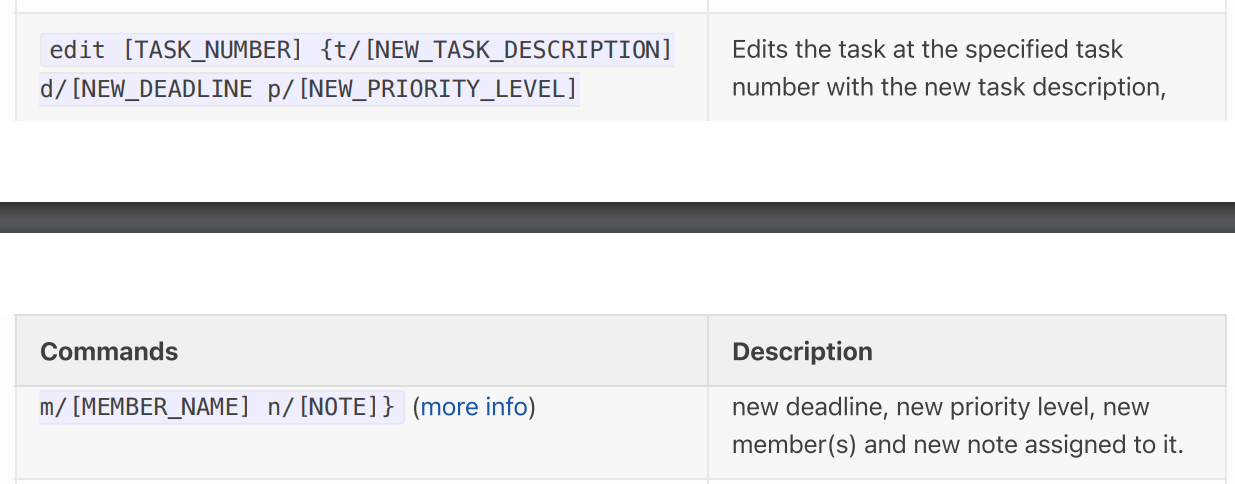 edit [TASK_NUMBER] {t/[NEW_TASK_DESCRIPTION]
d/[NEW_DEADLINE p/[NEW_PRIORITY_LEVEL]
Edits the task at the specified task
number with the new task description,
Commands
Description
m/[MEMBER_NAME] n/[NOTE]} (more info)
new deadline, new priority level, new
member(s) and new note assigned to it.